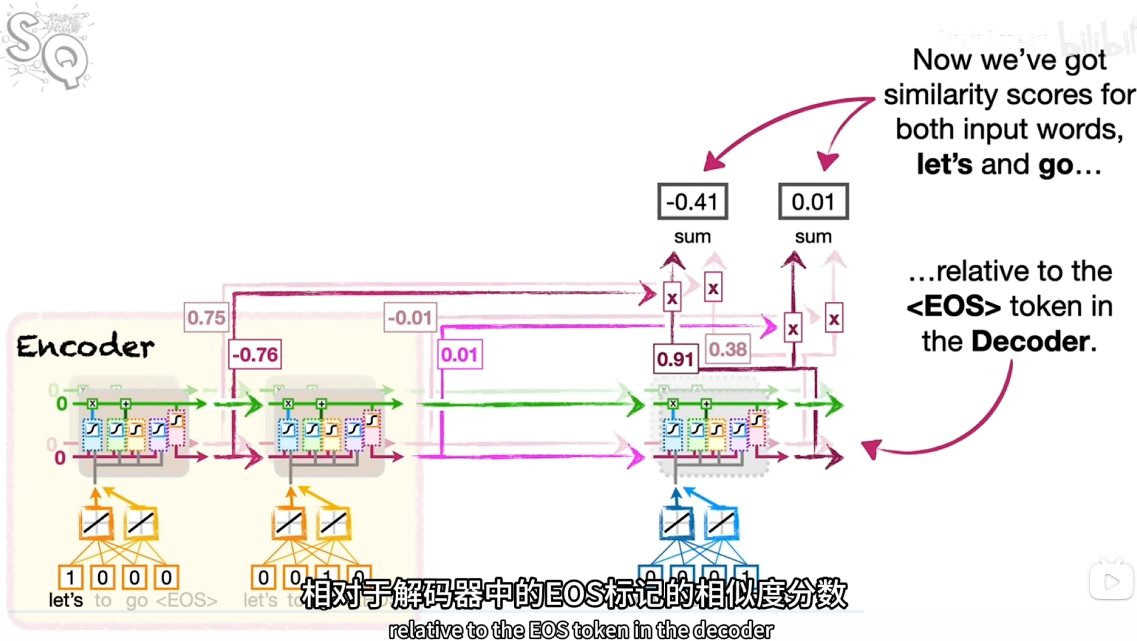 SQ
bilibili
Now we've got
similarity scores for
both input words,
let's and go…
-0.41
0.01
sum
sum
…relative to the
<EOS> token in
the Decoder.
x
x
x
x
0.75
-0.01
Encoder
-0.76
0.01
0.91
0.38
0
0
0
0
x
+
x
+
x
+
1 0 0 0
0 0 1 0
0 0 0 1
let's to go <EOS>
let's to
相对于解码器中的EOS标记的相似度分数
relative to the EOS token in the decoder